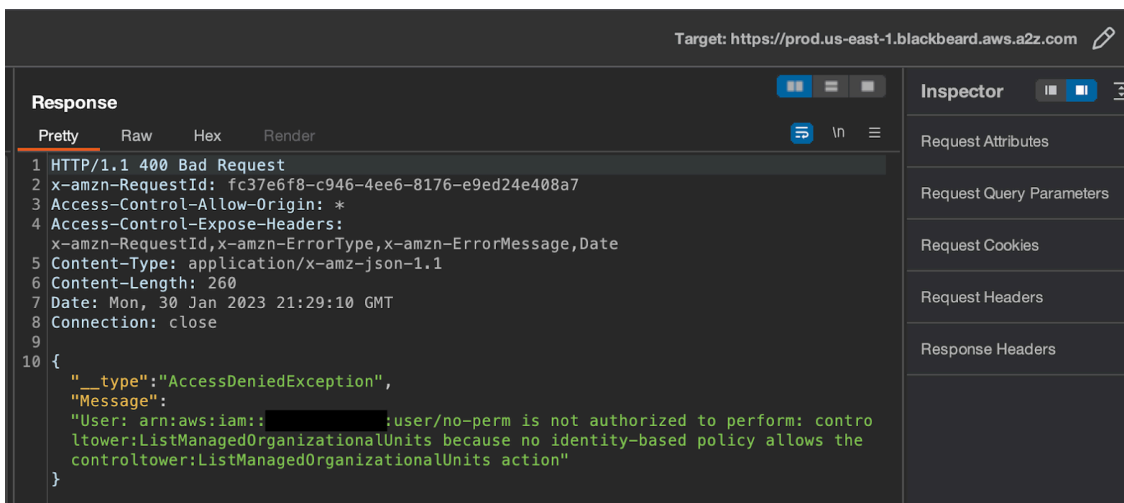 Target: https://prod.us-east-1.blackbeard.aws.a2z.com
Response
Pretty Raw Hex Render
\n
1 HTTP/1.1 400 Bad Request
2 x-amzn-RequestId: fc37e6f8-c946-4ee6-8176-e9ed24e408a7
3 Access-Control-Allow-Origin: *
4 Access-Control-Expose-Headers:
x-amzn-RequestId,x-amzn-ErrorType,x-amzn-ErrorMessage,Date
5 Content-Type: application/x-amz-json-1.1
6 Content-Length: 260
7 Date: Mon, 30 Jan 2023 21:29:10 GMT
8 Connection: close
9
10 {
"__type":"AccessDeniedException",
"Message":
"User: arn:aws:iam:: :user/no-perm is not authorized to perform: contro
ltower:ListManagedOrganizationalUnits because no identity-based policy allows the
controltower:ListManagedOrganizationalUnits action"
}
Inspector
Request Attributes
Request Query Parameters
Request Cookies
Request Headers
Response Headers